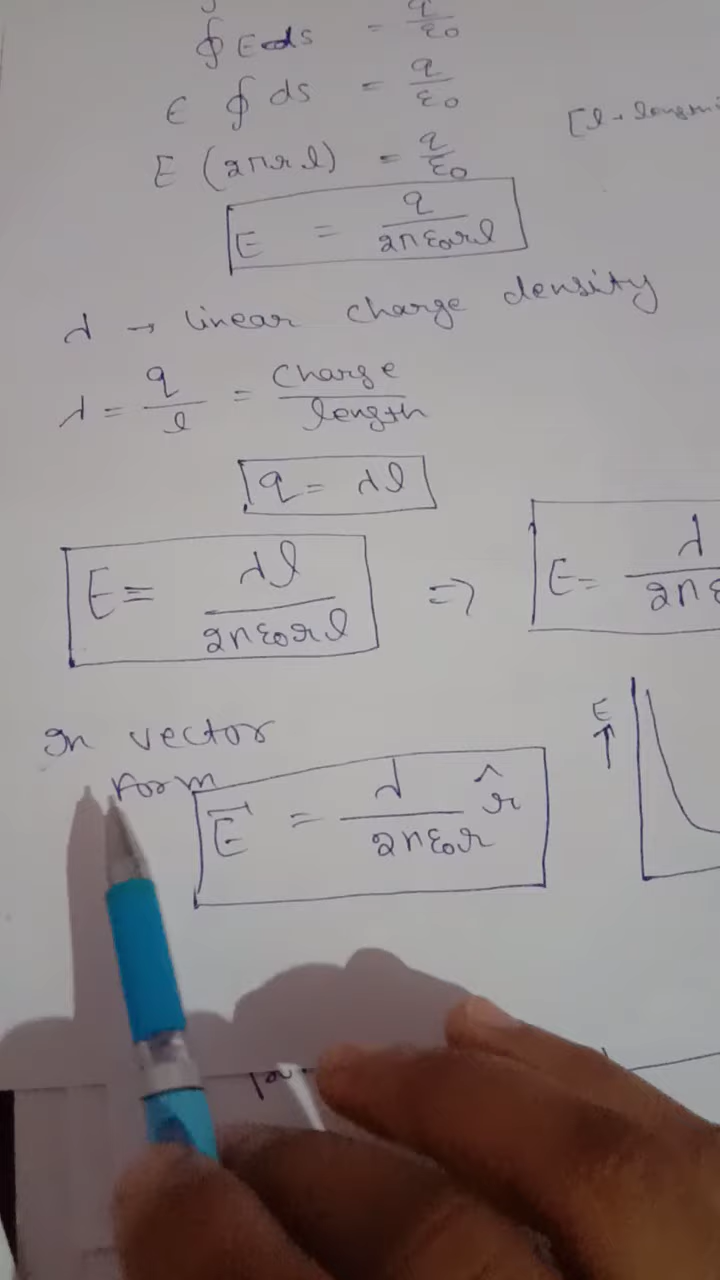 ∮ E ds = q/ε0
E ∮ ds = q/ε0
E (2πrl) = q/ε0
E = q/2πε0rl
λ → linear charge density
λ = q/l = Charge/length
q = λl
E = λl/2πε0rl ⇒ E = λ/2πε
In vector
form
E⃗ = λ/2πε0r r̂
E ↑